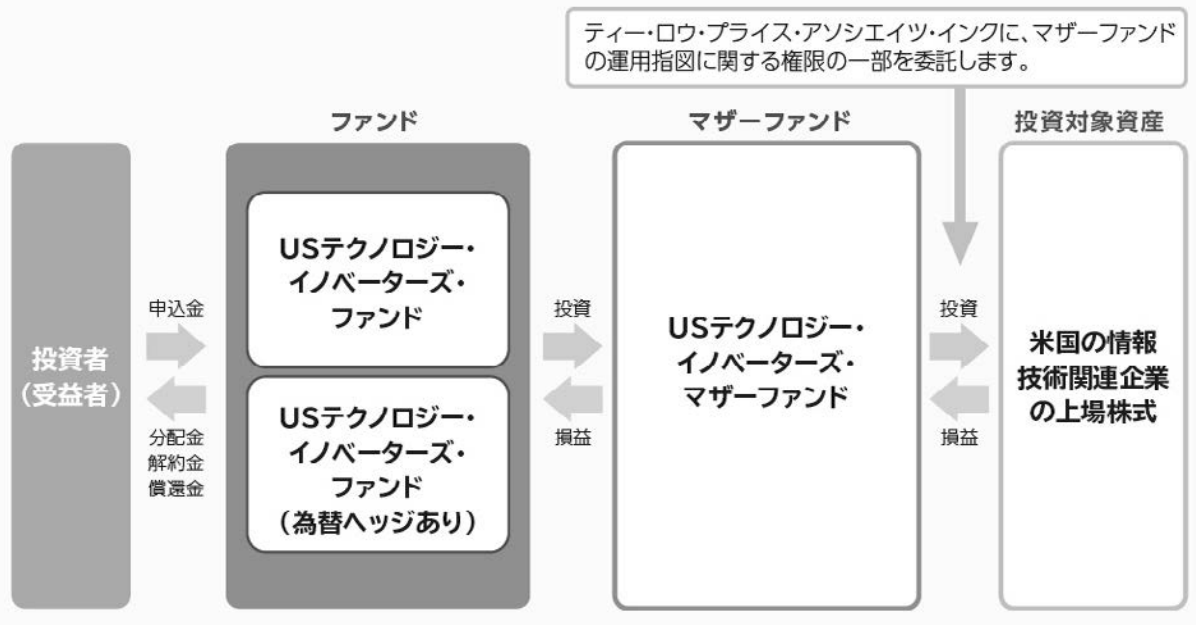 ティー・ロウ・プライス・アソシエイツ・インクに、マザーファンド
の運用指図に関する権限の一部を委託します。
ファンド
マザーファンド
投資対象資産
投資者
(受益者)
申込金
分配金
解約金
償還金
USテクノロジー・
イノベーターズ・
ファンド
USテクノロジー・
イノベーターズ・
ファンド
(為替ヘッジあり)
投資
損益
USテクノロジー・
イノベーターズ・
マザーファンド
投資
損益
米国の情報
技術関連企業
の上場株式